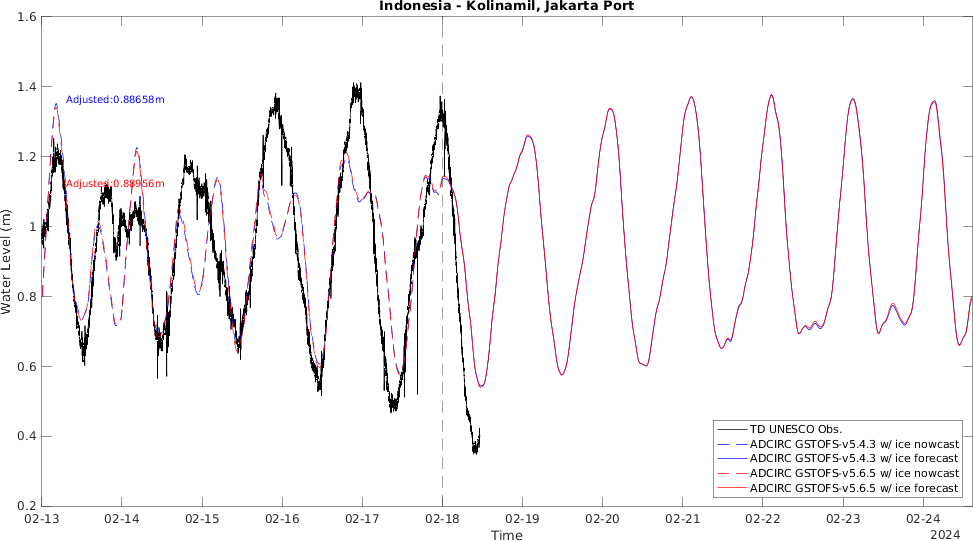 Indonesia - Kolinamil, Jakarta Port
1.6
1.4
1.2
1
0.8
0.6
0.4
0.2
Water Level (m)
Adjusted:0.88658m
Adjusted:0.88956m
TD UNESCO Obs.
ADCIRC GSTOFS-v5.4.3 w/ ice nowcast
ADCIRC GSTOFS-v5.4.3 w/ ice forecast
ADCIRC GSTOFS-v5.6.5 w/ ice nowcast
ADCIRC GSTOFS-v5.6.5 w/ ice forecast
02-13 02-14 02-15 02-16 02-17 02-18 02-19 02-20 02-21 02-22 02-23 02-24
Time
2024